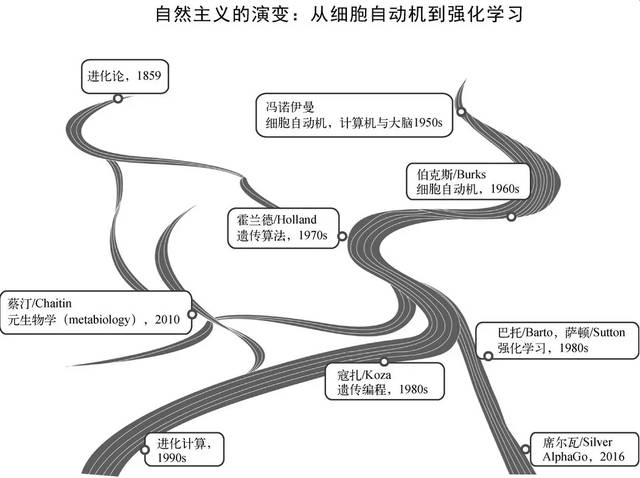 自然主义的演变：从细胞自动机到强化学习
进化论，1859
冯诺伊曼
细胞自动机，计算机与大脑1950s
伯克斯/Burks
细胞自动机，1960s
霍兰德/Holland
遗传算法，1970s
蔡汀/Chaitin
元生物学（metabiology），2010
巴托/Barto，萨顿/Sutton
强化学习，1980s
寇扎/Koza
遗传编程，1980s
进化计算，
1990s
席尔瓦/Silver
AlphaGo，2016